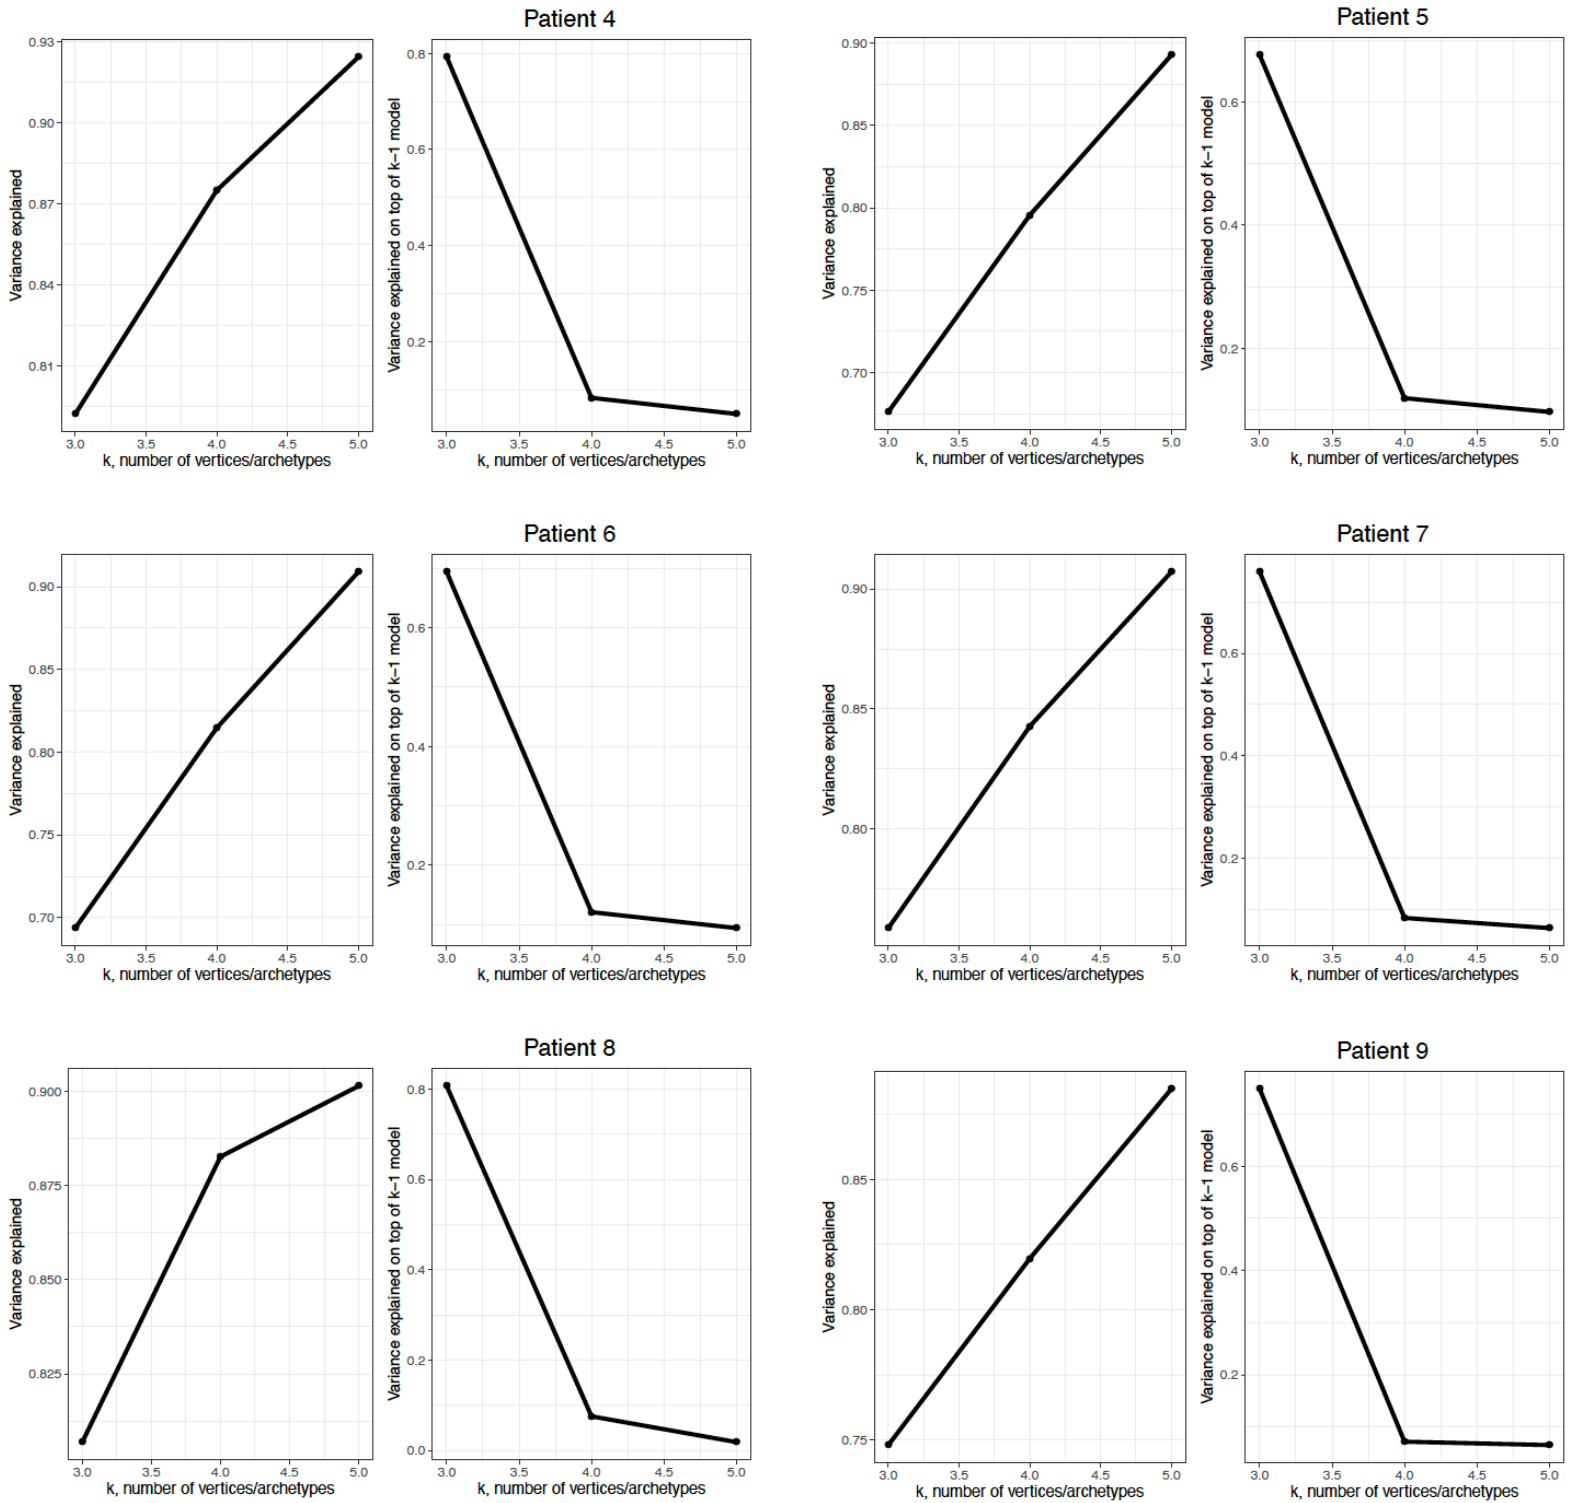 Patient 4
Variance explained
0.93
0.90
0.87
0.84
0.81
3.0 3.5 4.0 4.5 5.0
k, number of vertices/archetypes
Variance explained on top of k−1 model
0.8
0.6
0.4
0.2
3.0 3.5 4.0 4.5 5.0
k, number of vertices/archetypes
Patient 5
Variance explained
0.90
0.85
0.80
0.75
0.70
3.0 3.5 4.0 4.5 5.0
k, number of vertices/archetypes
Variance explained on top of k−1 model
0.6
0.4
0.2
3.0 3.5 4.0 4.5 5.0
k, number of vertices/archetypes
Patient 6
Variance explained
0.90
0.85
0.80
0.75
0.70
3.0 3.5 4.0 4.5 5.0
k, number of vertices/archetypes
Variance explained on top of k−1 model
0.6
0.4
0.2
3.0 3.5 4.0 4.5 5.0
k, number of vertices/archetypes
Patient 7
Variance explained
0.90
0.85
0.80
3.0 3.5 4.0 4.5 5.0
k, number of vertices/archetypes
Variance explained on top of k−1 model
0.6
0.4
0.2
3.0 3.5 4.0 4.5 5.0
k, number of vertices/archetypes
Patient 8
Variance explained
0.900
0.875
0.850
0.825
3.0 3.5 4.0 4.5 5.0
k, number of vertices/archetypes
Variance explained on top of k−1 model
0.8
0.6
0.4
0.2
0.0
3.0 3.5 4.0 4.5 5.0
k, number of vertices/archetypes
Patient 9
Variance explained
0.85
0.80
0.75
3.0 3.5 4.0 4.5 5.0
k, number of vertices/archetypes
Variance explained on top of k−1 model
0.6
0.4
0.2
3.0 3.5 4.0 4.5 5.0
k, number of vertices/archetypes